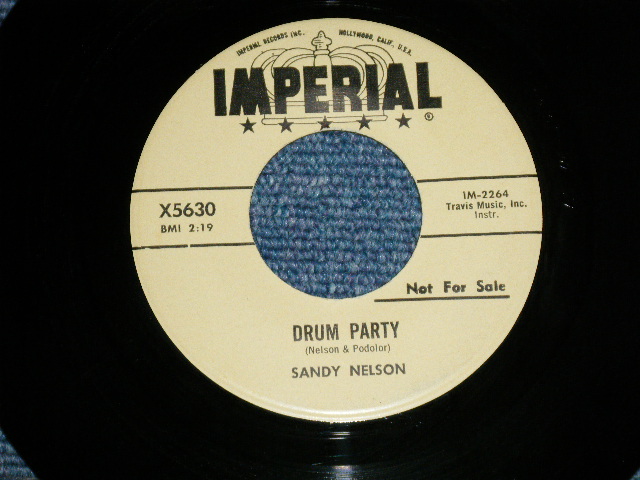 IMPERIAL RECORDS INC. HOLLYWOOD, CALIF., U.S.A.
IMPERIAL
®
X5630
BMI 2:19
IM-2264
Travis Music, Inc.
Instr.
Not For Sale
DRUM PARTY
(Nelson & Podolor)
SANDY NELSON